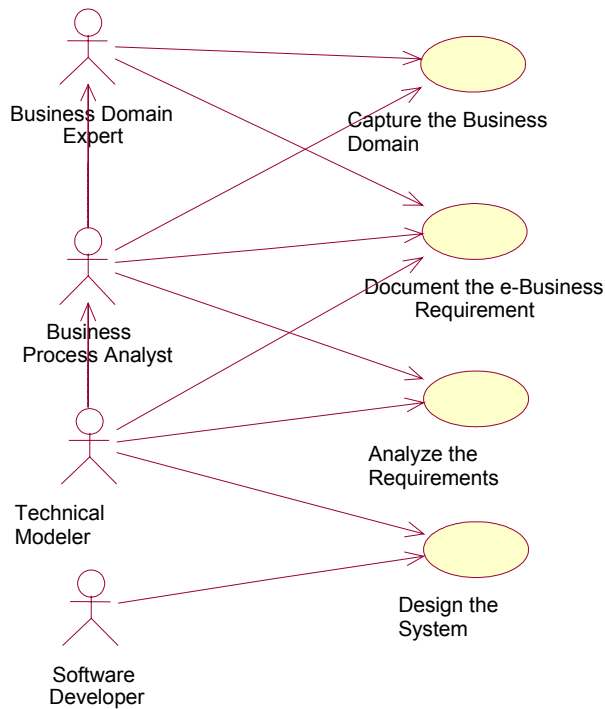 Business Domain
Expert
Capture the Business
Domain
Document the e-Business
Requirement
Business
Process Analyst
Analyze the
Requirements
Technical
Modeler
Design the
System
Software
Developer